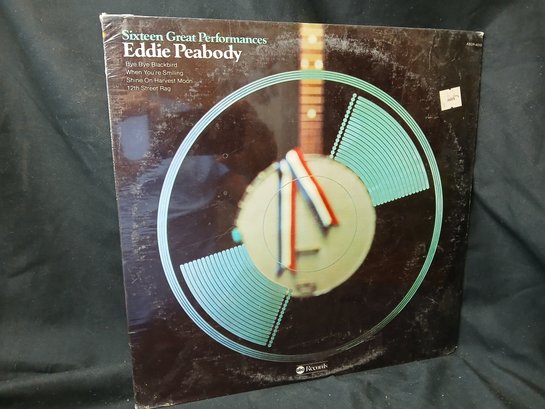 Sixteen Great Performances
Eddie Peabody
Bye Bye Blackbird
When You're Smiling
Shine On Harvest Moon
12th Street Rag
abc Records